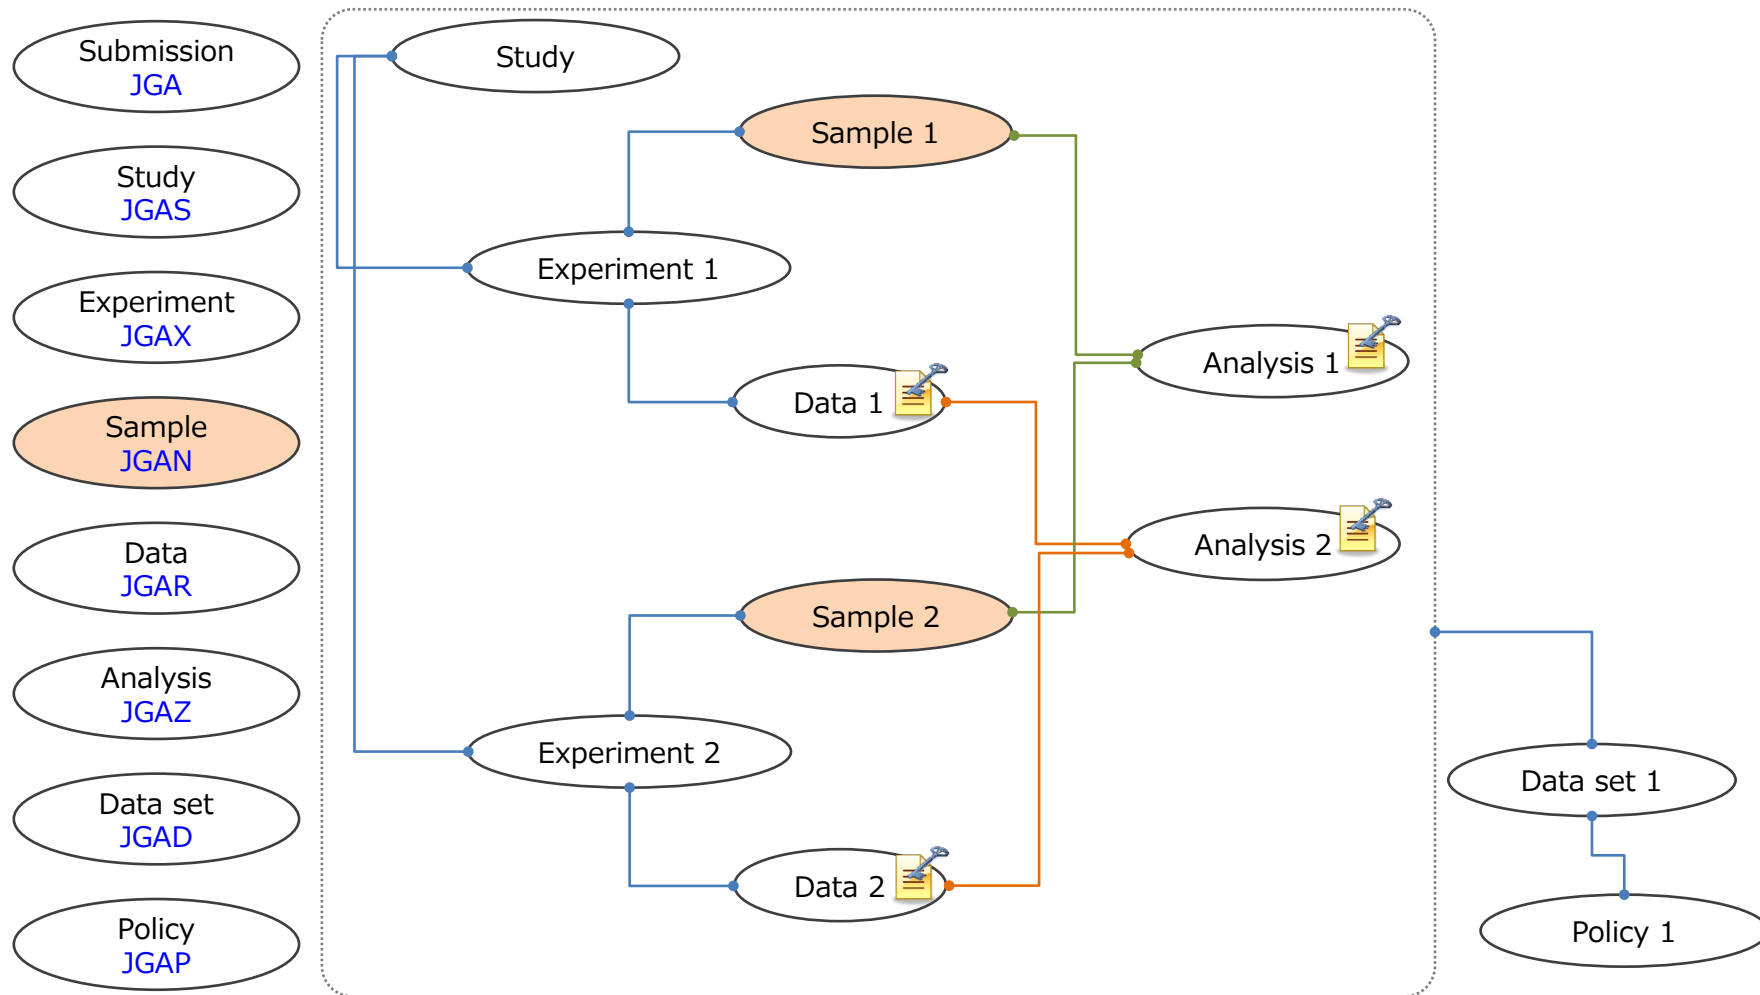 Submission
JGA
Study
JGAS
Experiment
JGAX
Sample
JGAN
Data
JGAR
Analysis
JGAZ
Data set
JGAD
Policy
JGAP
Study
Sample 1
Experiment 1
Data 1
Analysis 1
Analysis 2
Sample 2
Experiment 2
Data 2
Data set 1
Policy 1